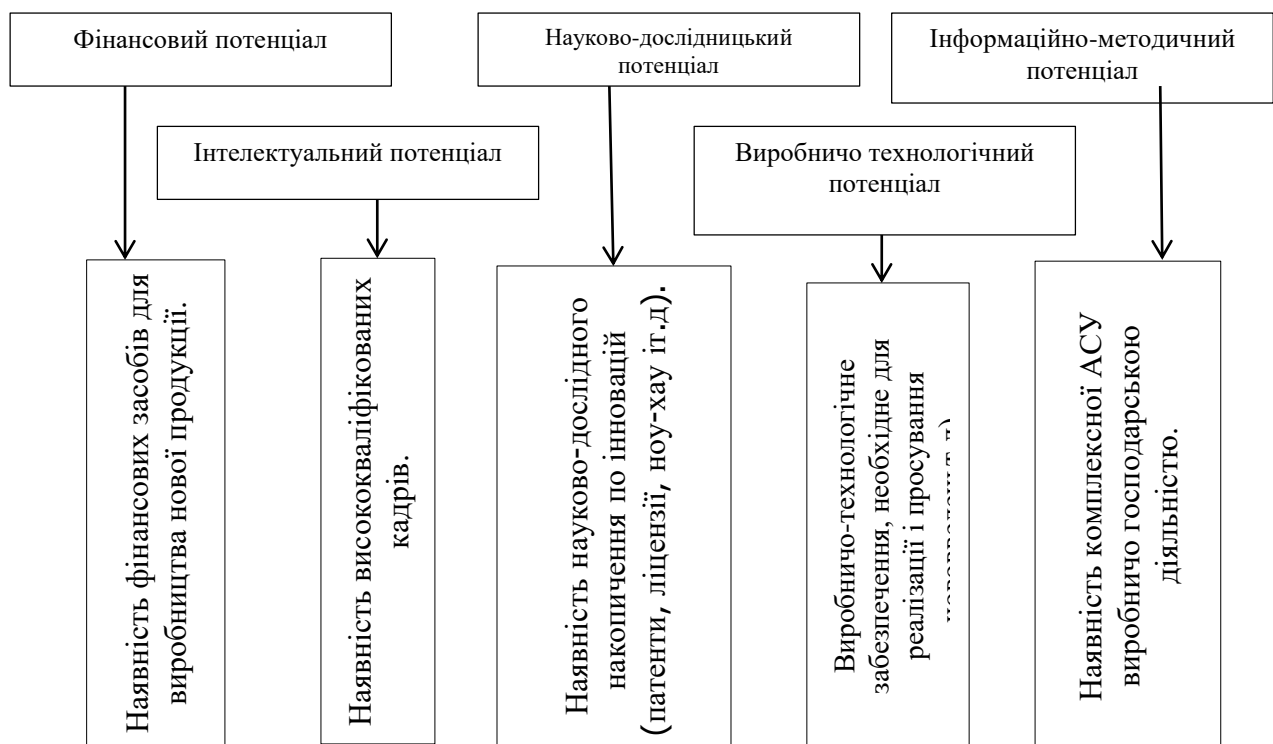 Фінансовий потенціал
Науково-дослідницький
потенціал
Інформаційно-методичний
потенціал
Інтелектуальний потенціал
Виробничо технологічний
потенціал
Наявність фінансових засобів для
виробництва нової продукції.
Наявність висококваліфікованих
кадрів.
Наявність науково-дослідного
накопичення по інновацій
(патенти, ліцензії, ноу-хау іт.д).
Виробничо-технологічне
забезпечення, необхідне для
реалізації і просування
Наявність комплексної АСУ
виробничо господарською
діяльністю.